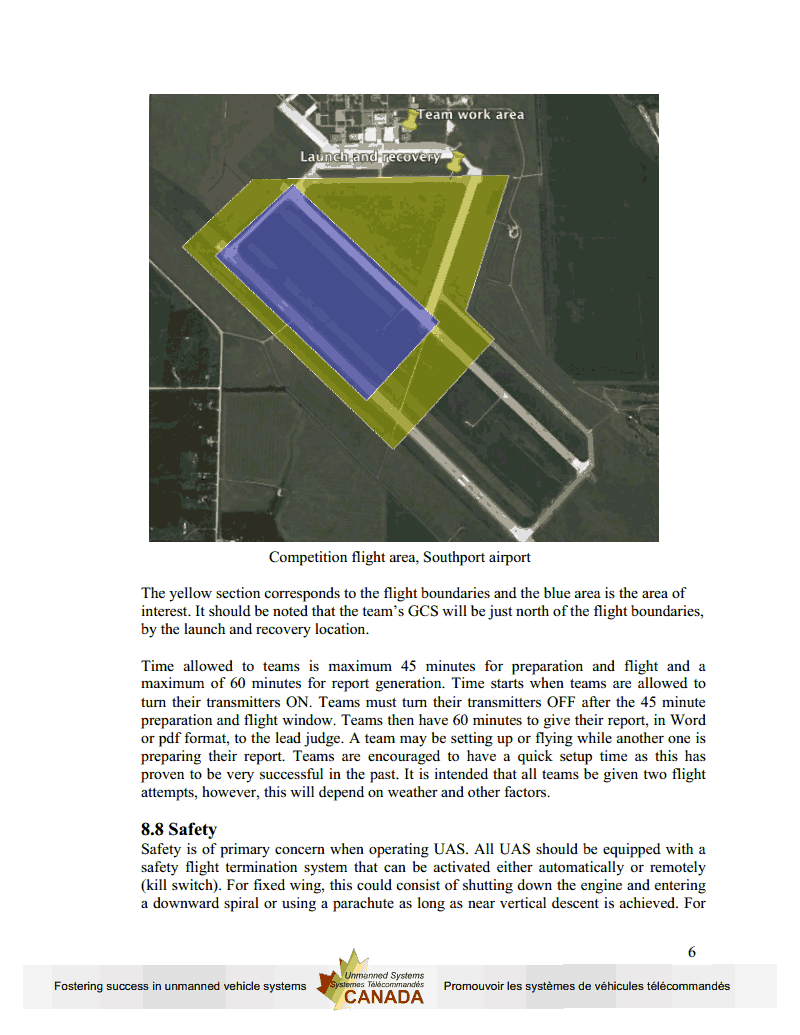 Team work area
Launch and recovery
Competition flight area, Southport airport
The yellow section corresponds to the flight boundaries and the blue area is the area of
interest. It should be noted that the team's GCS will be just north of the flight boundaries,
by the launch and recovery location.
Time allowed to teams is maximum 45 minutes for preparation and flight and a
maximum of 60 minutes for report generation. Time starts when teams are allowed to
turn their transmitters ON. Teams must turn their transmitters OFF after the 45 minute
preparation and flight window. Teams then have 60 minutes to give their report, in Word
or pdf format, to the lead judge. A team may be setting up or flying while another one is
preparing their report. Teams are encouraged to have a quick setup time as this has
proven to be very successful in the past. It is intended that all teams be given two flight
attempts, however, this will depend on weather and other factors.
8.8 Safety
Safety is of primary concern when operating UAS. All UAS should be equipped with a
safety flight termination system that can be activated either automatically or remotely
(kill switch). For fixed wing, this could consist of shutting down the engine and entering
a downward spiral or using a parachute as long as near vertical descent is achieved. For
6
Fostering success in unmanned vehicle systems
Unmanned Systems
Systèmes Télécommandés
CANADA
Promouvoir les systèmes de véhicules télécommandés